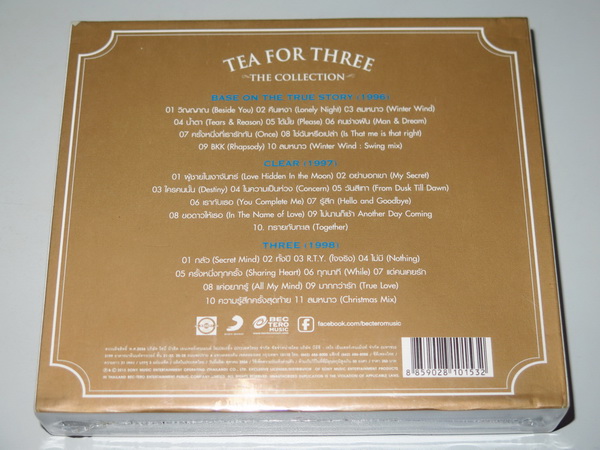 TEA FOR THREE
THE COLLECTION
BASE ON THE TRUE STORY (1996)
01 วิญญาณ (Beside You) 02 คืนเหงา (Lonely Night) 03 ลมหนาว (Winter Wind)
04 น้ำตา (Tears & Reason) 05 ได้มั้ย (Please) 06 คนช่างฝัน (Man & Dream)
07 ครั้งหนึ่งที่เรารักกัน (Once) 08 ใช่ฉันหรือเปล่า (Is That me is that right)
09 BKK (Rhapsody) 10 ลมหนาว (Winter Wind : Swing mix)
CLEAR (1997)
01 ผู้ชายในเงาจันทร์ (Love Hidden In the Moon) 02 อย่าบอกเขา (My Secret)
03 ใครคนนั้น (Destiny) 04 ในความเป็นห่วง (Concern) 05 วันสีเทา (From Dusk Till Dawn)
06 เรากับเธอ (You Complete Me) 07 รู้สึก (Hello and Goodbye)
08 ขอดาวให้เธอ (In The Name of Love) 09 ไม่นานก็เช้า Another Day Coming
10. ทรายกับทะเล (Together)
THREE (1998)
01 กลัว (Secret Mind) 02 ทั้งปี 03 R.T.Y. (ใจจริง) 04 ไม่มี (Nothing)
05 ครั้งหนึ่งทุกครั้ง (Sharing Heart) 06 ทุกนาที (While) 07 แด่คนเคยรัก
08 แค่อยากรู้ (All My Mind) 09 มากกว่ารัก (True Love)
10 ความรู้สึกครั้งสุดท้าย 11 ลมหนาว (Christmas Mix)
BEC
TERO
MUSIC
facebook.com/becteromusic
8 859028 101532